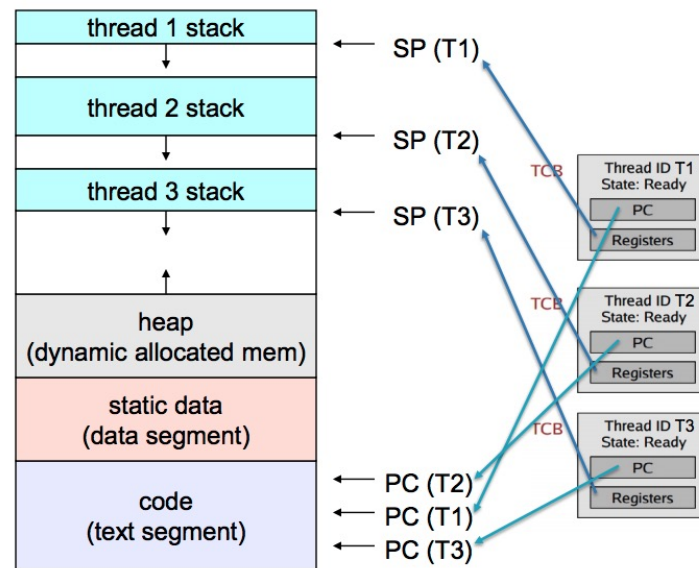 thread 1 stack
SP (T1)
thread 2 stack
SP (T2)
thread 3 stack
SP (T3)
heap
(dynamic allocated mem)
static data
(data segment)
code
(text segment)
PC (T2)
PC (T1)
PC (T3)
TCB
Thread ID T1
State: Ready
PC
Registers
TCB
Thread ID T2
State: Ready
PC
Registers
TCB
Thread ID T3
State: Ready
PC
Registers